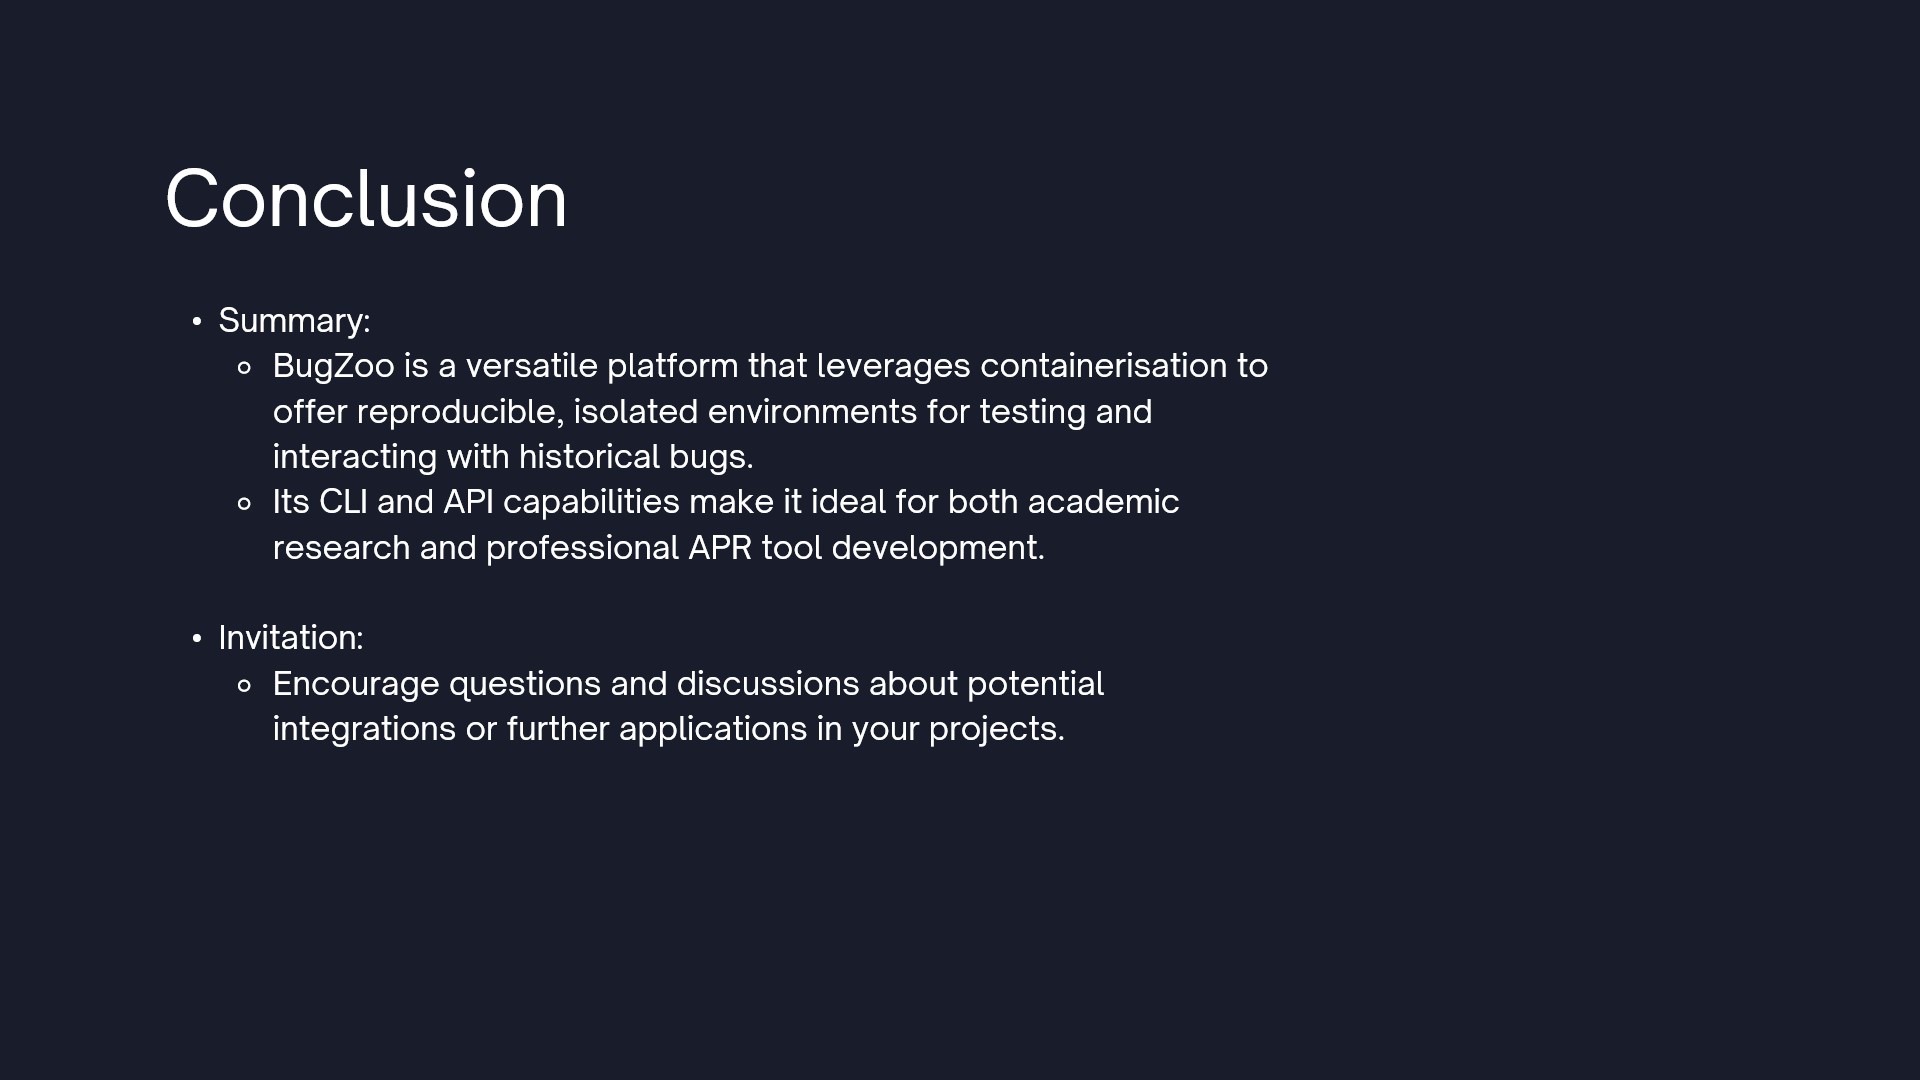 Conclusion
• Summary:
◦ BugZoo is a versatile platform that leverages containerisation to
offer reproducible, isolated environments for testing and
interacting with historical bugs.
◦ Its CLI and API capabilities make it ideal for both academic
research and professional APR tool development.
• Invitation:
◦ Encourage questions and discussions about potential
integrations or further applications in your projects.